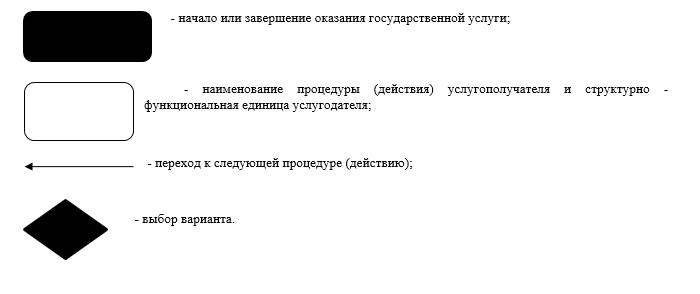 - начало или завершение оказания государственной услуги;
- наименование процедуры (действия) услугополучателя и структурно -
функциональная единица услугодателя;
- переход к следующей процедуре (действию);
- выбор варианта.